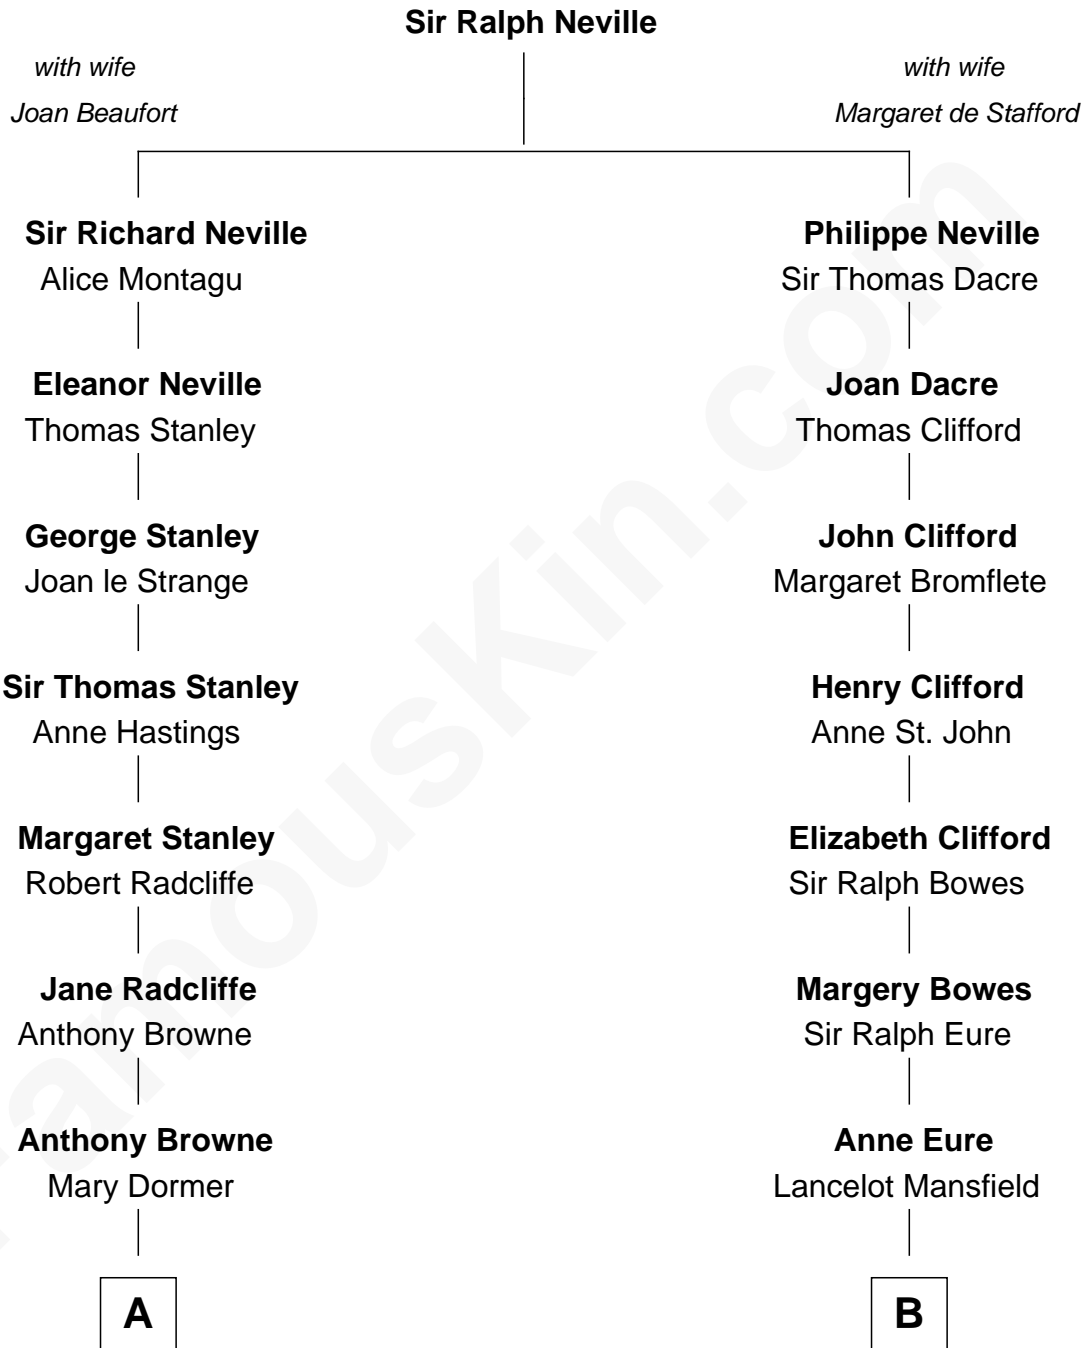 Sir Ralph Neville
with wife
Joan Beaufort
with wife
Margaret de Stafford
Sir Richard Neville
Alice Montagu
Philippe Neville
Sir Thomas Dacre
Eleanor Neville
Thomas Stanley
Joan Dacre
Thomas Clifford
George Stanley
Joan le Strange
John Clifford
Margaret Bromflete
Sir Thomas Stanley
Anne Hastings
Henry Clifford
Anne St. John
Margaret Stanley
Robert Radcliffe
Elizabeth Clifford
Sir Ralph Bowes
Jane Radcliffe
Anthony Browne
Margery Bowes
Sir Ralph Eure
Anthony Browne
Mary Dormer
Anne Eure
Lancelot Mansfield
A
B
FamousKin.com